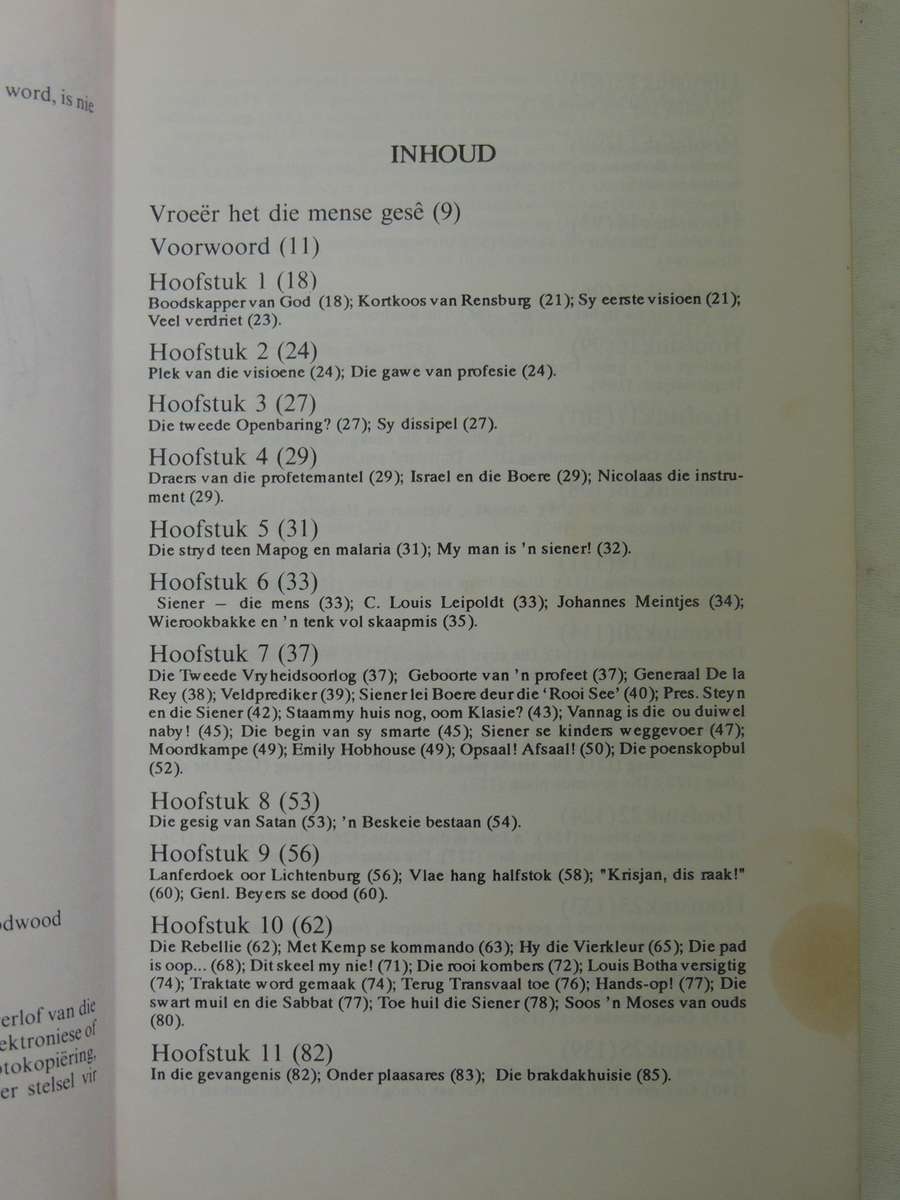 word, is nie
odwood
erlof van die
ektroniese of
otokopiëring,
er stelsel vir
INHOUD
Vroeër het die mense gesê (9)
Voorwoord (11)
Hoofstuk 1 (18)
Boodskapper van God (18); Kortkoos van Rensburg (21); Sy eerste visioen (21);
Veel verdriet (23).
Hoofstuk 2 (24)
Plek van die visioene (24); Die gawe van profesie (24).
Hoofstuk 3 (27)
Die tweede Openbaring? (27); Sy dissipel (27).
Hoofstuk 4 (29)
Draers van die profetemantel (29); Israel en die Boere (29); Nicolaas die instru-
ment (29).
Hoofstuk 5 (31)
Die stryd teen Mapog en malaria (31); My man is 'n siener! (32).
Hoofstuk 6 (33)
Siener — die mens (33); C. Louis Leipoldt (33); Johannes Meintjes (34);
Wierookbakke en 'n tenk vol skaapmis (35).
Hoofstuk 7 (37)
Die Tweede Vryheidsoorlog (37); Geboorte van 'n profeet (37); Generaal De la
Rey (38); Veldprediker (39); Siener lei Boere deur die 'Rooi See' (40); Pres. Steyn
en die Siener (42); Staam my huis nog, oom Klasie? (43); Vannag is die ou duiwel
naby! (45); Die begin van sy smarte (45); Siener se kinders weggevoer (47);
Moordkampe (49); Emily Hobhouse (49); Opsaal! Afsaal! (50); Die poenskopbul
(52).
Hoofstuk 8 (53)
Die gesig van Satan (53); 'n Beskeie bestaan (54).
Hoofstuk 9 (56)
Lanferdoek oor Lichtenburg (56); Vlae hang halfstok (58); "Krisjan, dis raak!"
(60); Genl. Beyers se dood (60).
Hoofstuk 10 (62)
Die Rebellie (62); Met Kemp se kommando (63); Hy die Vierkleur (65); Die pad
is oop... (68); Dit skeel my nie! (71); Die rooi kombers (72); Louis Botha versigtig
(74); Traktate word gemaak (74); Terug Transvaal toe (76); Hands-op! (77); Die
swart muil en die Sabbat (77); Toe huil die Siener (78); Soos 'n Moses van ouds
(80).
Hoofstuk 11 (82)
In die gevangenis (82); Onder plaasares (83); Die brakdakhuisie (85).